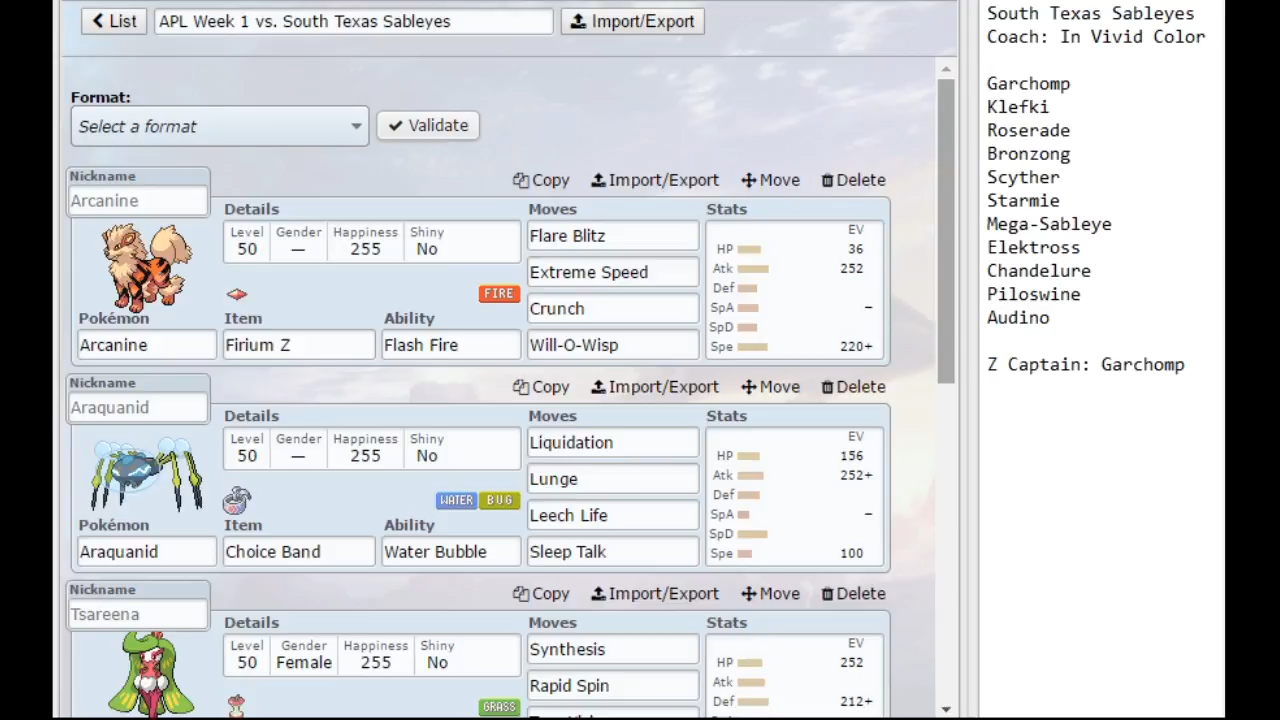 List
APL Week 1 vs. South Texas Sableyes
Import/Export
Format:
Select a format
Validate
Nickname
Arcanine
Copy
Import/Export
Move
Delete
Details
Moves
Stats
Level
Gender
Happiness
Shiny
50
—
255
No
Flare Blitz
Extreme Speed
Crunch
Will-O-Wisp
EV
HP 36
Atk 252
Def
SpA –
SpD
Spe 220+
FIRE
Pokémon
Item
Ability
Arcanine
Firium Z
Flash Fire
Nickname
Araquanid
Copy
Import/Export
Move
Delete
Details
Moves
Stats
Level
Gender
Happiness
Shiny
50
—
255
No
Liquidation
Lunge
Leech Life
Sleep Talk
EV
HP 156
Atk 252+
Def
SpA –
SpD
Spe 100
WATER
BUG
Pokémon
Item
Ability
Araquanid
Choice Band
Water Bubble
Nickname
Tsareena
Copy
Import/Export
Move
Delete
Details
Moves
Stats
Level
Gender
Happiness
Shiny
50
Female
255
No
Synthesis
Rapid Spin
EV
HP 252
Atk
Def 212+
GRASS
South Texas Sableyes
Coach: In Vivid Color
Garchomp
Klefki
Roserade
Bronzong
Scyther
Starmie
Mega-Sableye
Elektross
Chandelure
Piloswine
Audino
Z Captain: Garchomp